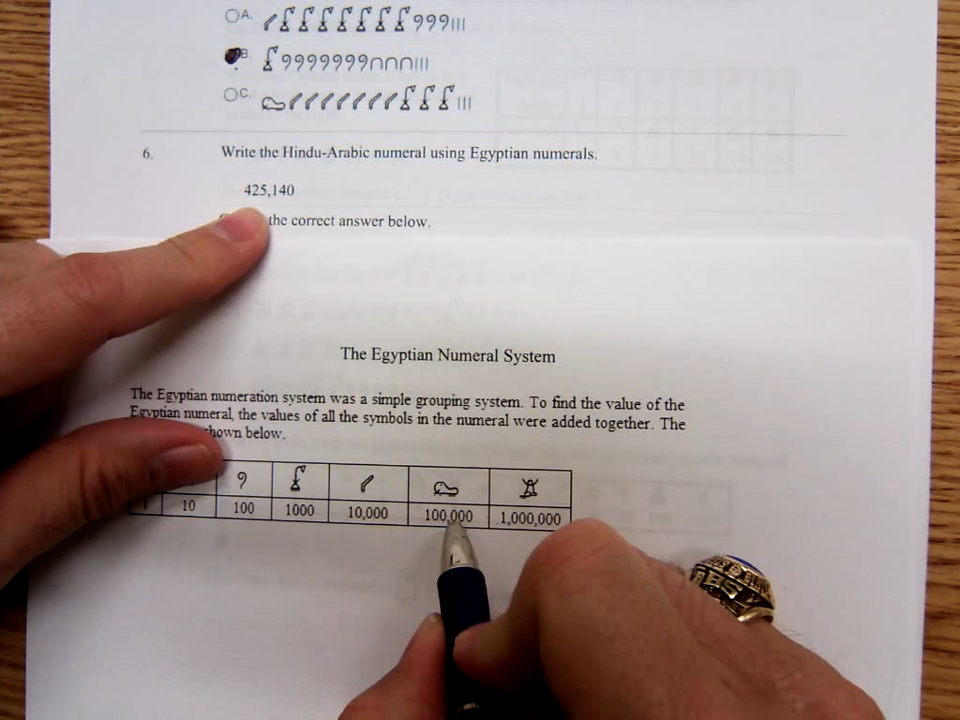 A.
B.
C.
6. Write the Hindu-Arabic numeral using Egyptian numerals.
425,140
the correct answer below.
The Egyptian Numeral System
The Egyptian numeration system was a simple grouping system. To find the value of the
Egyptian numeral, the values of all the symbols in the numeral were added together. The
shown below.
1 10 100 1000 10,000 100,000 1,000,000